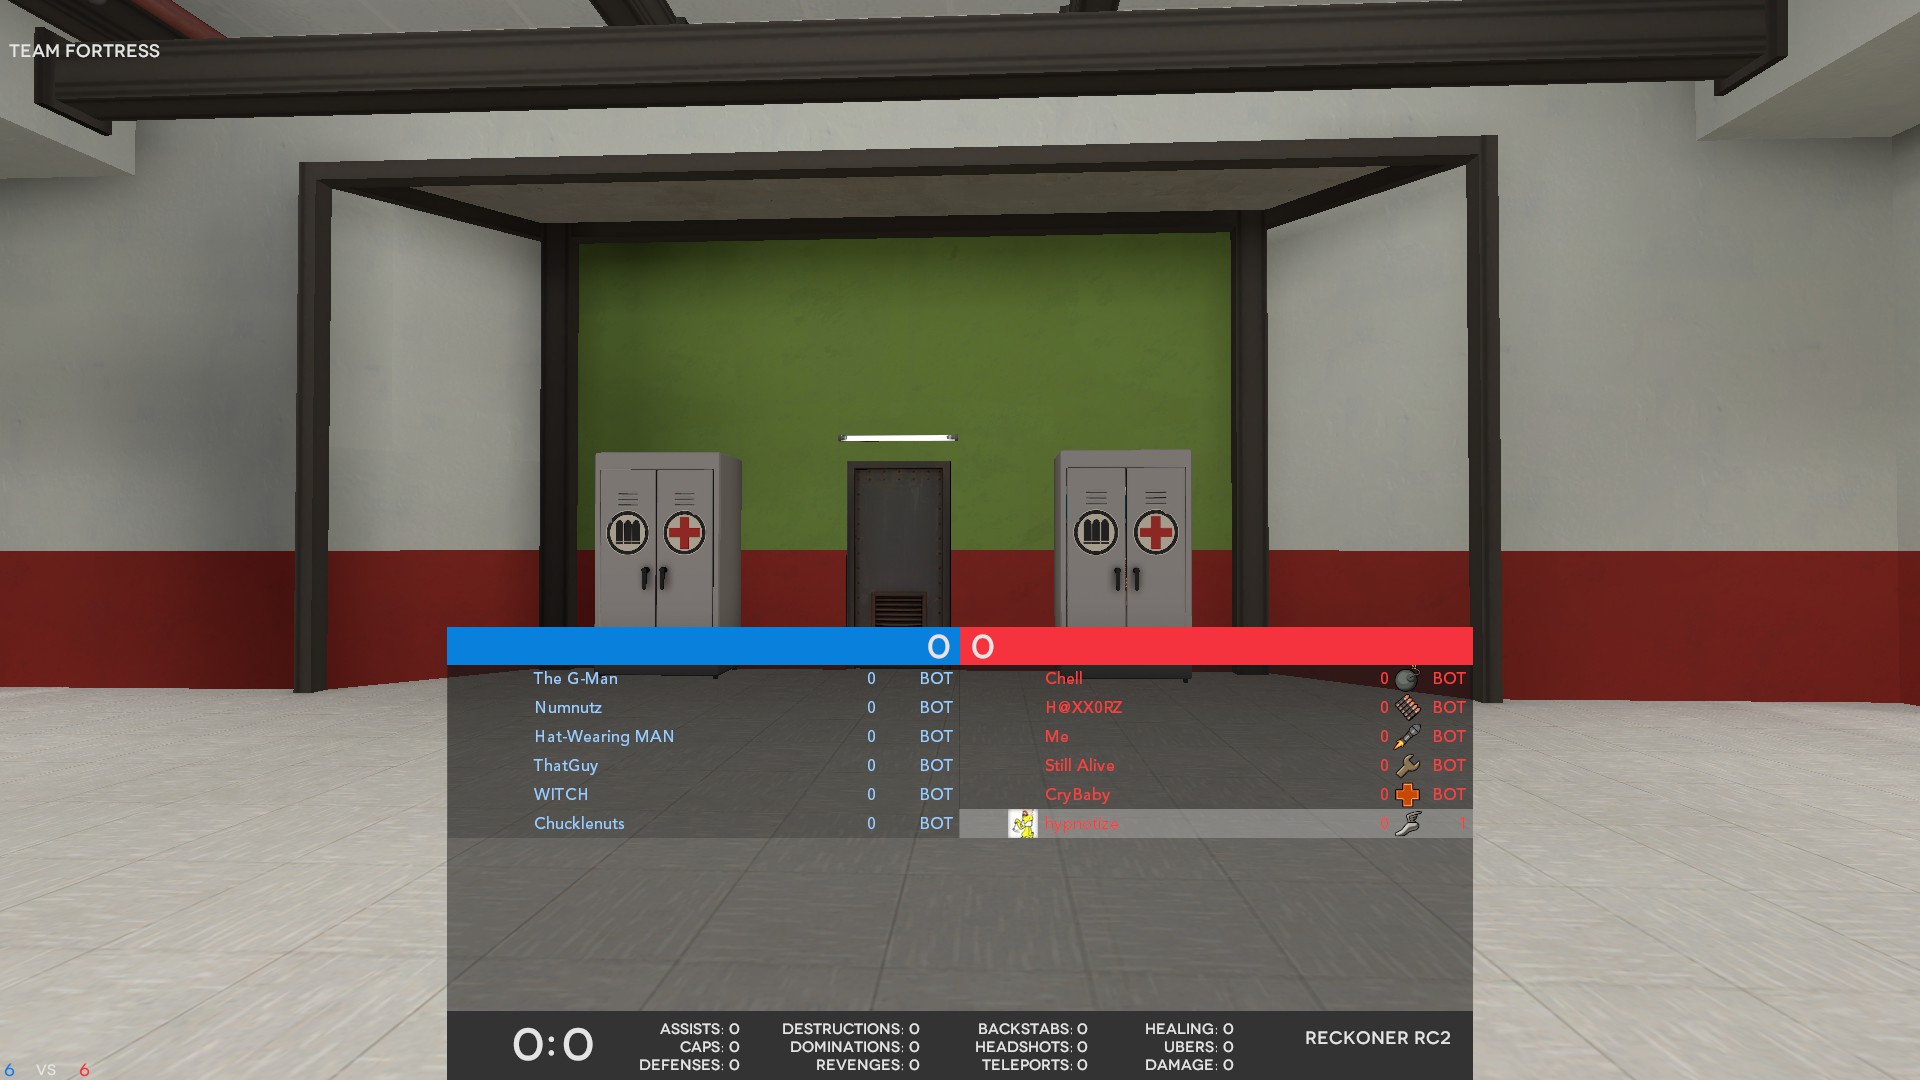 TEAM FORTRESS
0 0
The G-Man 0 BOT Chell 0 BOT
Numnutz 0 BOT H@XX0RZ 0 BOT
Hat-Wearing MAN 0 BOT Me 0 BOT
ThatGuy 0 BOT Still Alive 0 BOT
WITCH 0 BOT CryBaby 0 BOT
Chucklenuts 0 BOT hypnotize 0 1
0:0
ASSISTS: 0 DESTRUCTIONS: 0 BACKSTABS: 0 HEALING: 0
CAPS: 0 DOMINATIONS: 0 HEADSHOTS: 0 UBERS: 0
DEFENSES: 0 REVENGES: 0 TELEPORTS: 0 DAMAGE: 0
RECKONER RC2
6 VS 6